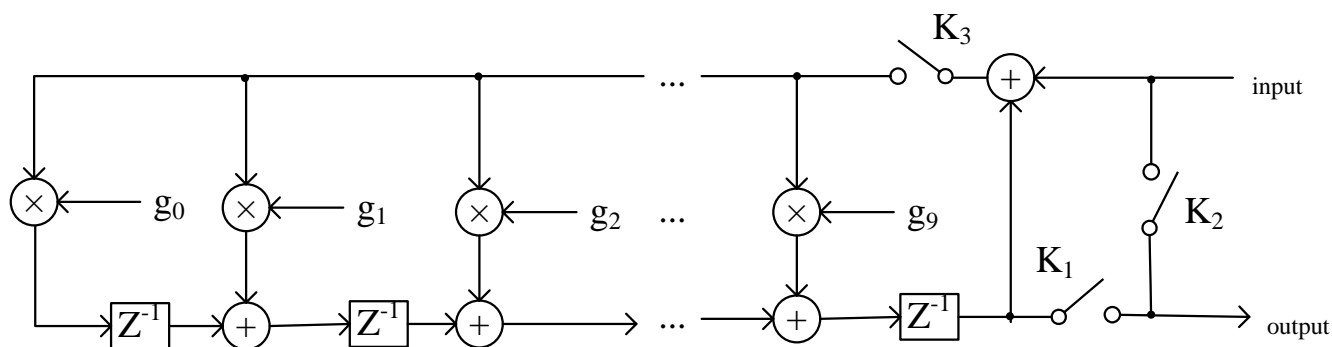 K3
...
+
input
×
g0
×
g1
×
g2
...
×
g9
K2
K1
Z-1
+
Z-1
+
...
+
Z-1
output